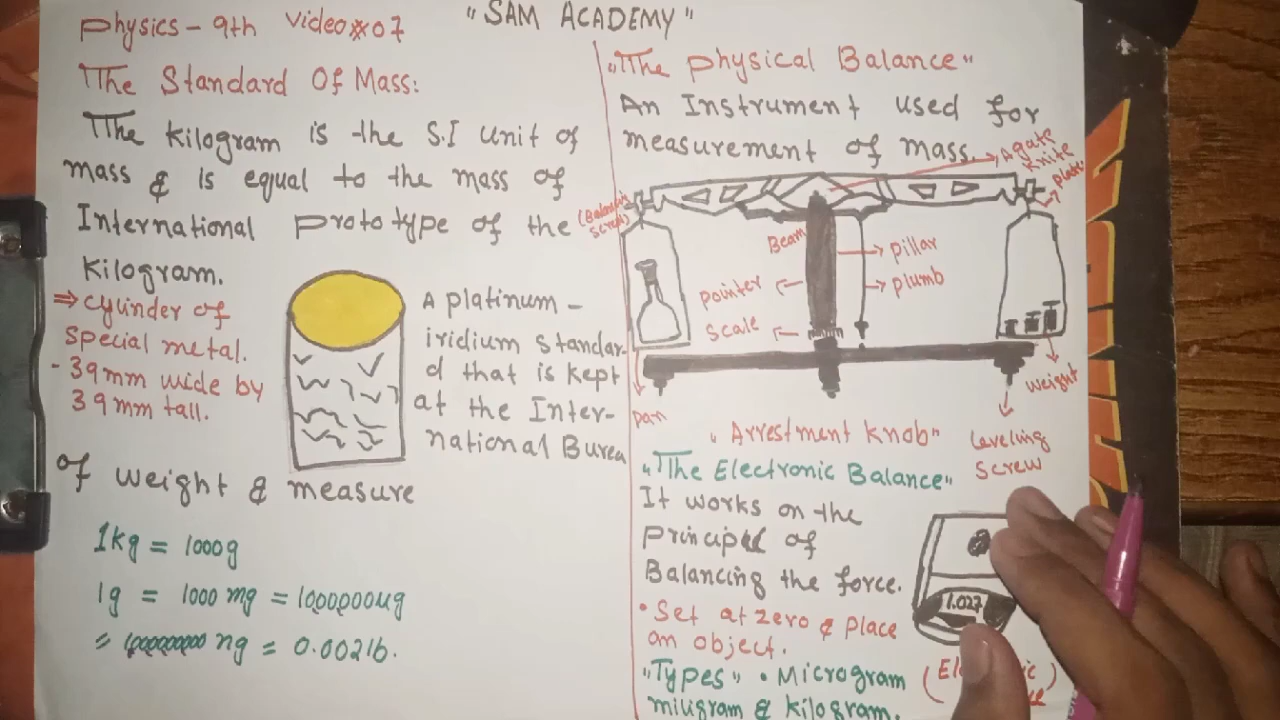 Physics - 9th Video # 07
"SAM ACADEMY"
The Standard Of Mass:
The kilogram is the S.I unit of
mass & is equal to the mass of
International prototype of the
kilogram.
⇒ cylinder of
special metal.
- 39mm wide by
39mm tall.
A platinum -
iridium standar-
d that is kept
at the Inter-
national Burea
of weight & measure
1kg = 1000g
1g = 1000 mg = 1000000ug
= ng = 0.002lb.
"The physical Balance"
An Instrument used for
measurement of mass.
Agate
knite
plate
(Balancing
screw)
Beam
pillar
pointer
plumb
scale
weight
pan
"Arrestment knob"
Leveling
screw
"The Electronic Balance"
It works on the
principle of
Balancing the force.
• Set at zero & place
an object.
1.027
"Types" • Microgram
miligram & kilogram.